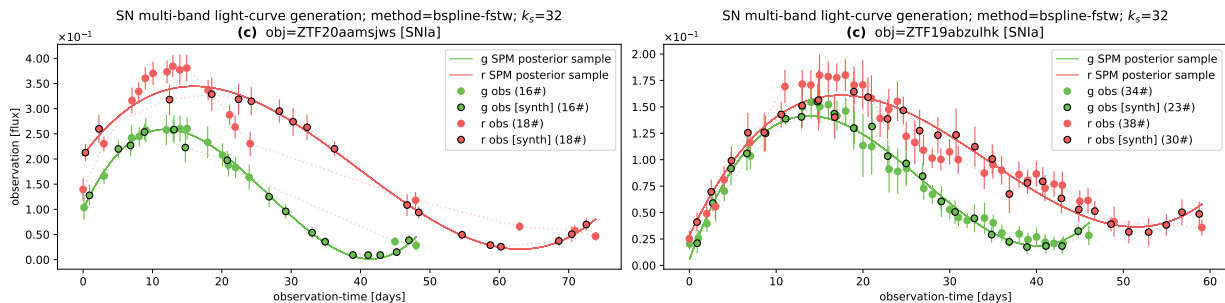 SN multi-band light-curve generation; method=bspline-fstw; kₛ=32
(c) obj=ZTF20aamsjws [SNIa]
×10⁻¹
4.00
3.50
3.00
2.50
2.00
1.50
1.00
0.50
0.00
observation [flux]
g SPM posterior sample
r SPM posterior sample
g obs (16#)
g obs [synth] (16#)
r obs (18#)
r obs [synth] (18#)
0 10 20 30 40 50 60 70
observation-time [days]
SN multi-band light-curve generation; method=bspline-fstw; kₛ=32
(c) obj=ZTF19abzulhk [SNIa]
×10⁻¹
2.00
1.75
1.50
1.25
1.00
0.75
0.50
0.25
0.00
g SPM posterior sample
r SPM posterior sample
g obs (34#)
g obs [synth] (23#)
r obs (38#)
r obs [synth] (30#)
0 10 20 30 40 50 60
observation-time [days]